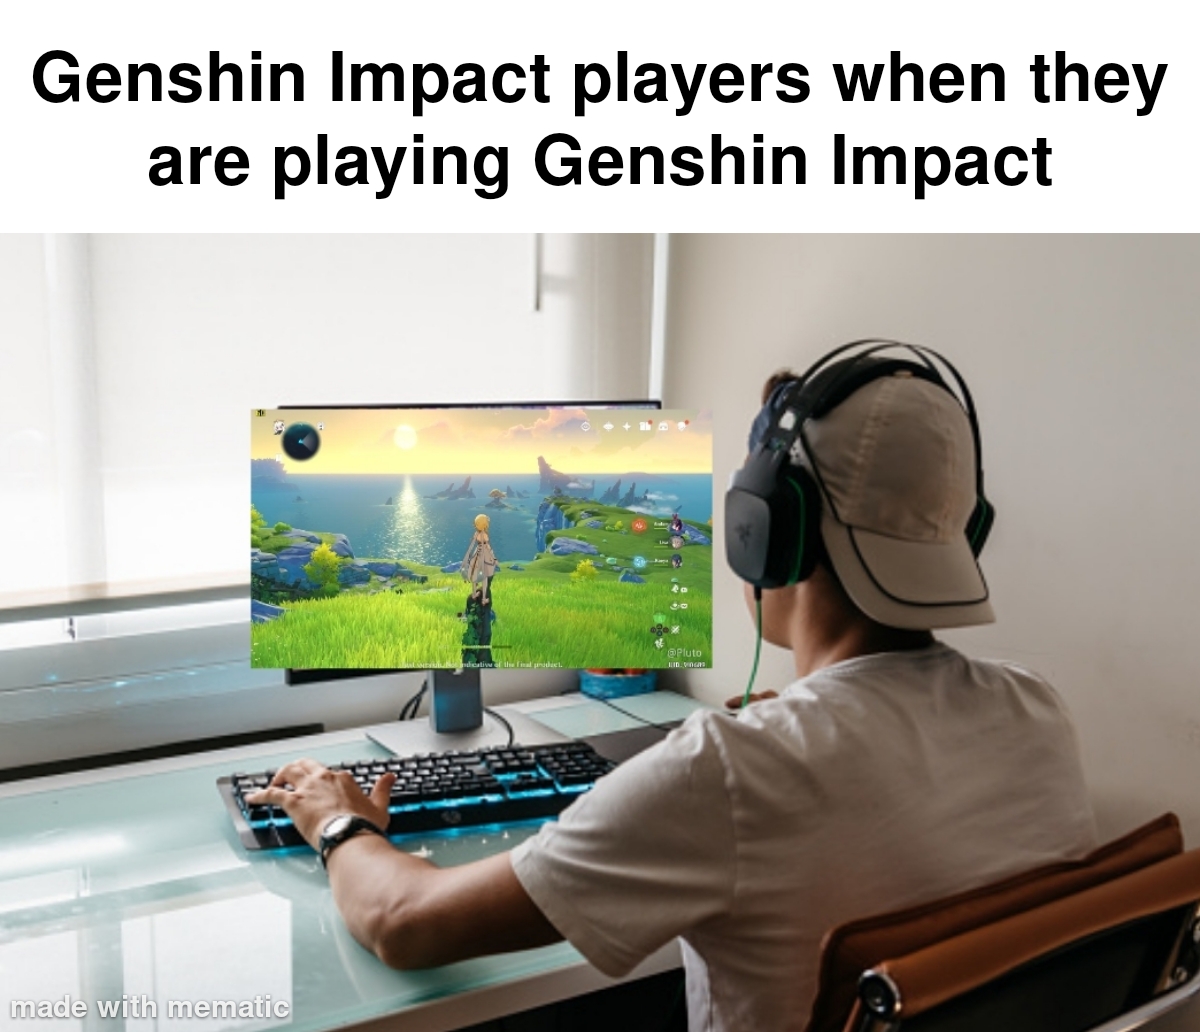 Genshin Impact players when they
are playing Genshin Impact
@Pluto
made with mematic